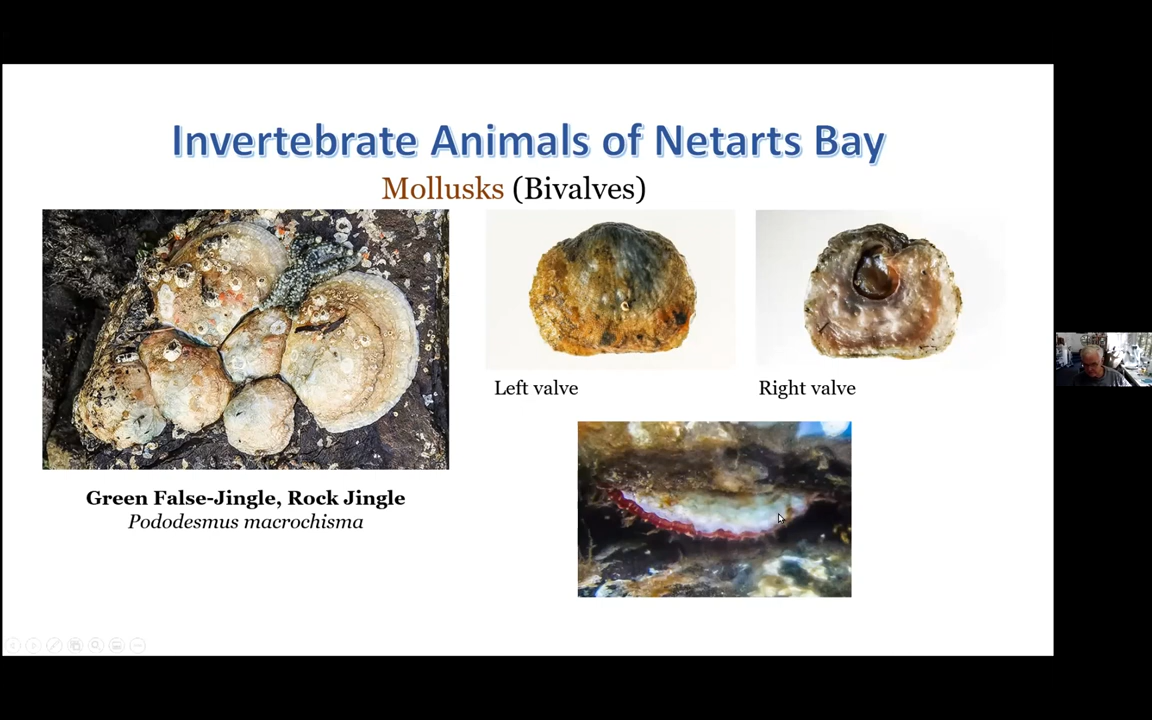 Invertebrate Animals of Netarts Bay
Mollusks (Bivalves)
Left valve
Right valve
Green False-Jingle, Rock Jingle
Pododesmus macrochisma